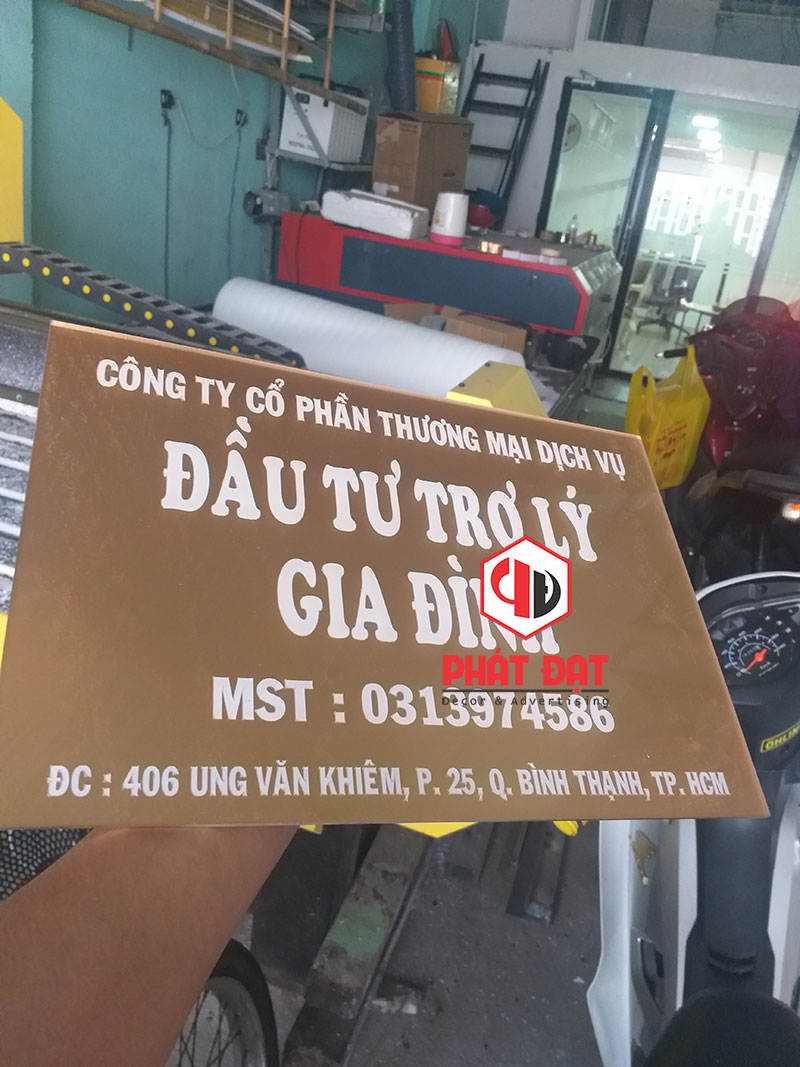 CÔNG TY CỔ PHẦN THƯƠNG MẠI DỊCH VỤ
ĐẦU TƯ TRỢ LÝ
GIA ĐÌNH
PHÁT ĐẠT
Decor & Advertising
MST : 0313974586
ĐC : 406 UNG VĂN KHIÊM, P. 25, Q. BÌNH THẠNH, TP. HCM